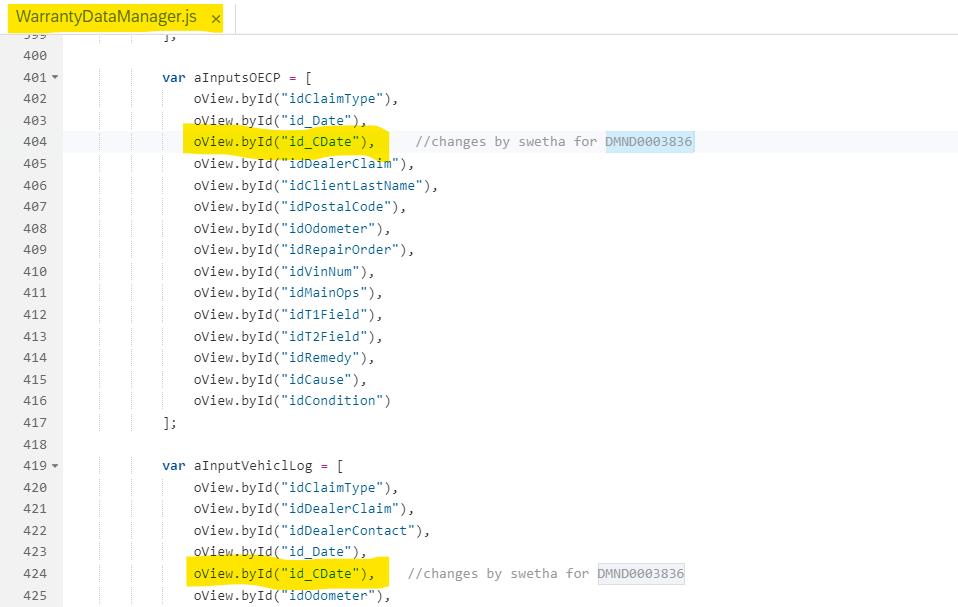 WarrantyDataManager.js ×
399 ];
400
401 var aInputsOECP = [
402 oView.byId("idClaimType"),
403 oView.byId("id_Date"),
404 oView.byId("id_CDate"), //changes by swetha for DMND0003836
405 oView.byId("idDealerClaim"),
406 oView.byId("idClientLastName"),
407 oView.byId("idPostalCode"),
408 oView.byId("idOdometer"),
409 oView.byId("idRepairOrder"),
410 oView.byId("idVinNum"),
411 oView.byId("idMainOps"),
412 oView.byId("idT1Field"),
413 oView.byId("idT2Field"),
414 oView.byId("idRemedy"),
415 oView.byId("idCause"),
416 oView.byId("idCondition")
417 ];
418
419 var aInputVehiclLog = [
420 oView.byId("idClaimType"),
421 oView.byId("idDealerClaim"),
422 oView.byId("idDealerContact"),
423 oView.byId("id_Date"),
424 oView.byId("id_CDate"), //changes by swetha for DMND0003836
425 oView.byId("idOdometer"),